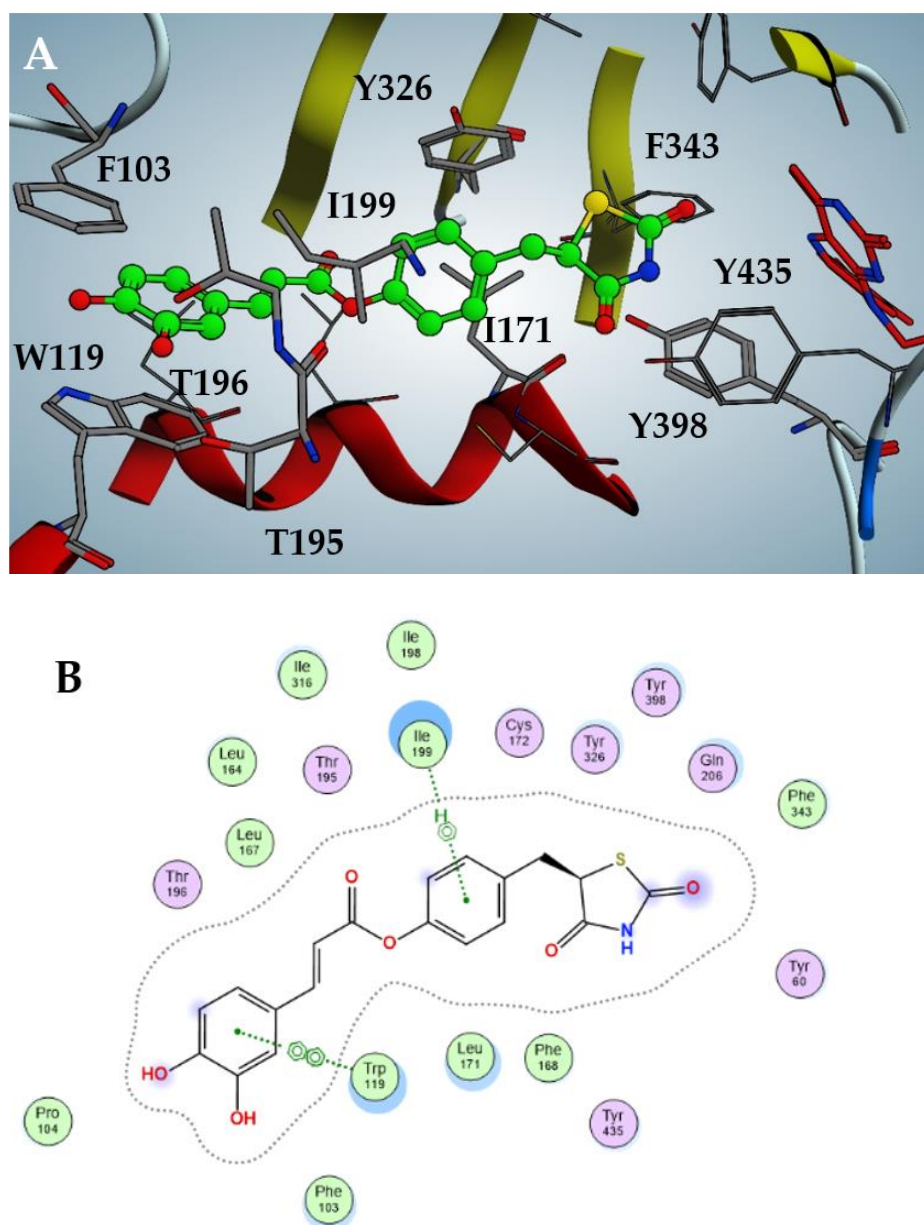 A
Y326
F103
F343
I199
Y435
I171
W119
T196
Y398
T195
B
Ile
198
Ile
316
Tyr
398
Ile
199
Cys
172
Tyr
326
Leu
164
Thr
195
Gln
206
Phe
343
Leu
167
H
Thr
196
O
S
O
O
O
NH
Tyr
60
HO
OH
Trp
119
Leu
171
Phe
168
Pro
104
Tyr
435
Phe
103